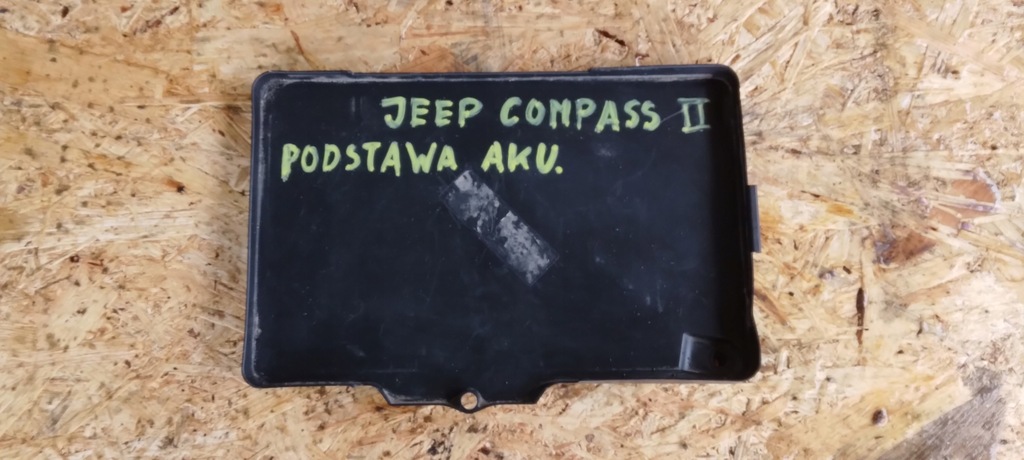 JEEP COMPASS II
PODSTAWA AKU.